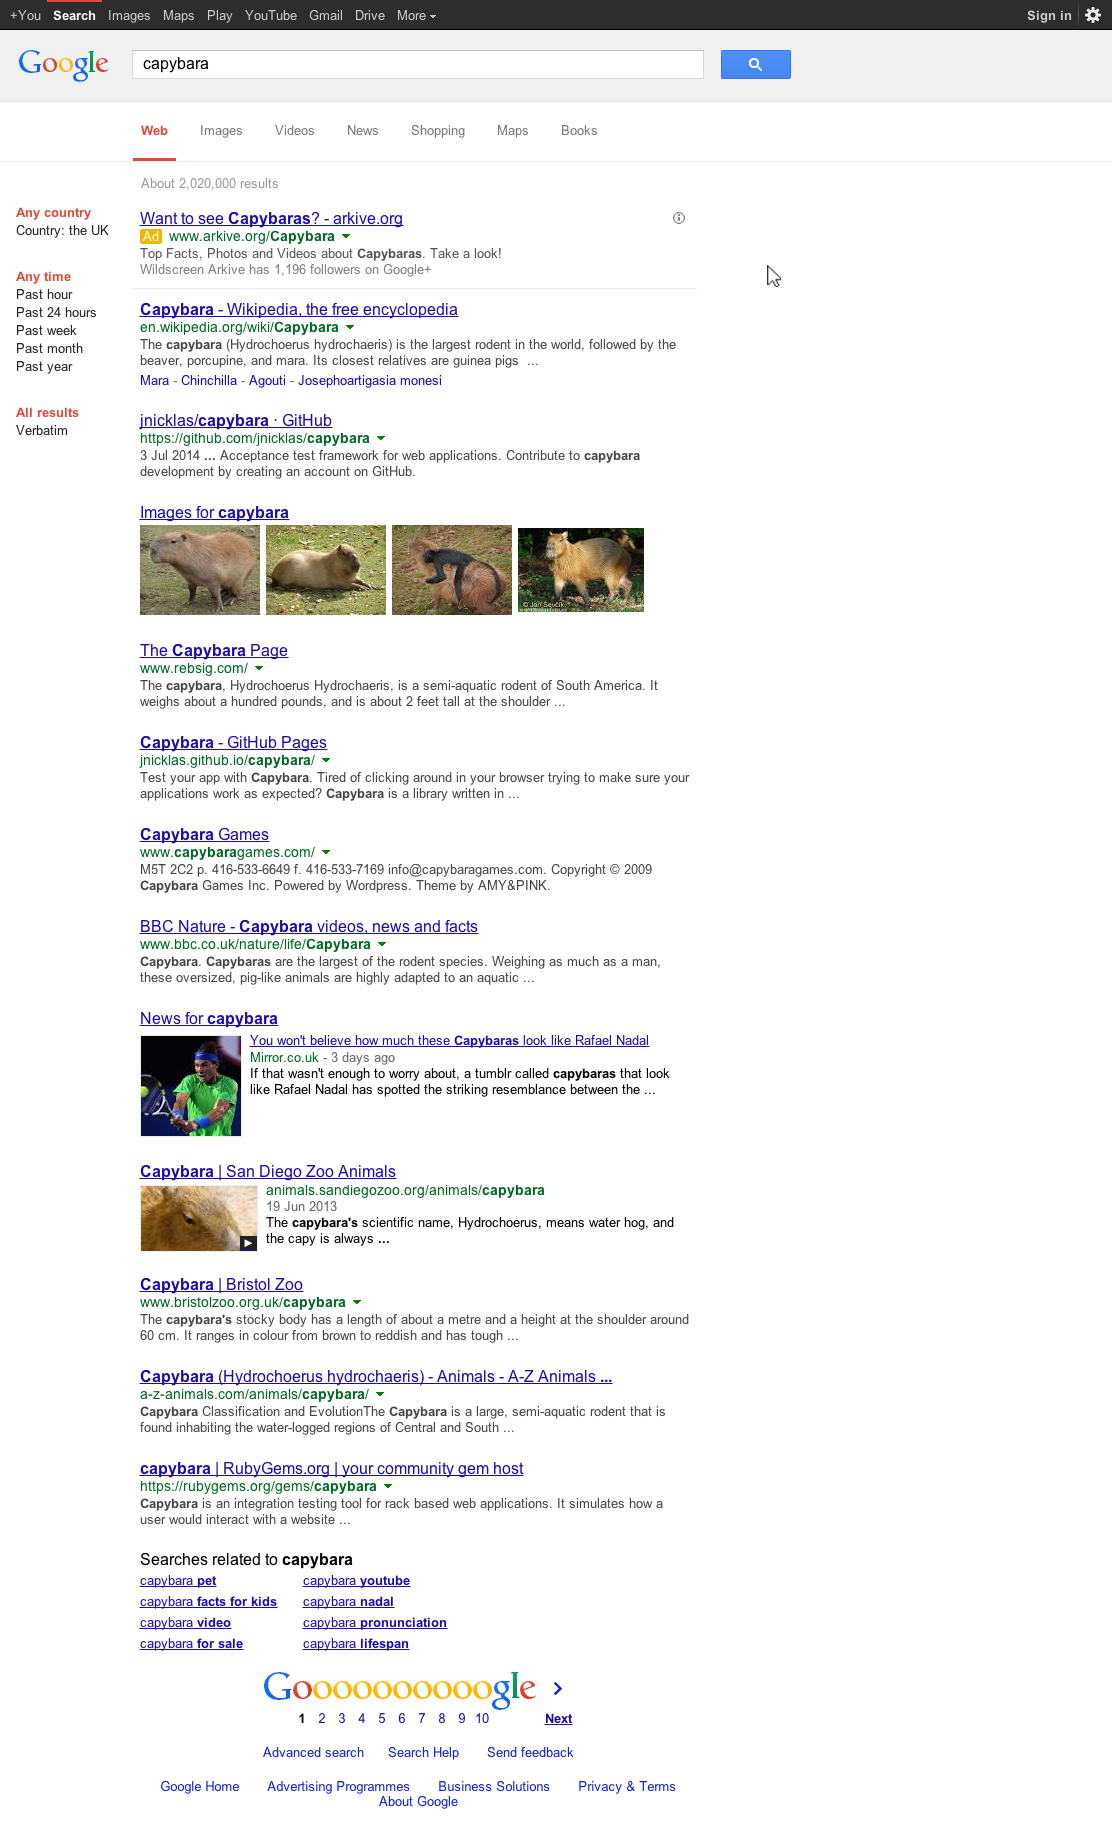 +You Search Images Maps Play YouTube Gmail Drive More Sign in
Google capybara
Web Images Videos News Shopping Maps Books
About 2,020,000 results
Any country
Country: the UK
Any time
Past hour
Past 24 hours
Past week
Past month
Past year
All results
Verbatim
Want to see Capybaras? - arkive.org
Ad www.arkive.org/Capybara
Top Facts, Photos and Videos about Capybaras. Take a look!
Wildscreen Arkive has 1,196 followers on Google+
Capybara - Wikipedia, the free encyclopedia
en.wikipedia.org/wiki/Capybara
The capybara (Hydrochoerus hydrochaeris) is the largest rodent in the world, followed by the
beaver, porcupine, and mara. Its closest relatives are guinea pigs ...
Mara - Chinchilla - Agouti - Josephoartigasia monesi
jnicklas/capybara · GitHub
https://github.com/jnicklas/capybara
3 Jul 2014 ... Acceptance test framework for web applications. Contribute to capybara
development by creating an account on GitHub.
Images for capybara
© Jan Ševčík
The Capybara Page
www.rebsig.com/
The capybara, Hydrochoerus Hydrochaeris, is a semi-aquatic rodent of South America. It
weighs about a hundred pounds, and is about 2 feet tall at the shoulder ...
Capybara - GitHub Pages
jnicklas.github.io/capybara/
Test your app with Capybara. Tired of clicking around in your browser trying to make sure your
applications work as expected? Capybara is a library written in ...
Capybara Games
www.capybaragames.com/
M5T 2C2 p. 416-533-6649 f. 416-533-7169 info@capybaragames.com. Copyright © 2009
Capybara Games Inc. Powered by Wordpress. Theme by AMY&PINK.
BBC Nature - Capybara videos, news and facts
www.bbc.co.uk/nature/life/Capybara
Capybara. Capybaras are the largest of the rodent species. Weighing as much as a man,
these oversized, pig-like animals are highly adapted to an aquatic ...
News for capybara
You won't believe how much these Capybaras look like Rafael Nadal
Mirror.co.uk - 3 days ago
If that wasn't enough to worry about, a tumblr called capybaras that look
like Rafael Nadal has spotted the striking resemblance between the ...
Capybara | San Diego Zoo Animals
animals.sandiegozoo.org/animals/capybara
19 Jun 2013
The capybara's scientific name, Hydrochoerus, means water hog, and
the capy is always ...
Capybara | Bristol Zoo
www.bristolzoo.org.uk/capybara
The capybara's stocky body has a length of about a metre and a height at the shoulder around
60 cm. It ranges in colour from brown to reddish and has tough ...
Capybara (Hydrochoerus hydrochaeris) - Animals - A-Z Animals ...
a-z-animals.com/animals/capybara/
Capybara Classification and EvolutionThe Capybara is a large, semi-aquatic rodent that is
found inhabiting the water-logged regions of Central and South ...
capybara | RubyGems.org | your community gem host
https://rubygems.org/gems/capybara
Capybara is an integration testing tool for rack based web applications. It simulates how a
user would interact with a website ...
Searches related to capybara
capybara pet capybara youtube
capybara facts for kids capybara nadal
capybara video capybara pronunciation
capybara for sale capybara lifespan
Goooooooooogle
1 2 3 4 5 6 7 8 9 10 Next
Advanced search Search Help Send feedback
Google Home Advertising Programmes Business Solutions Privacy & Terms
About Google